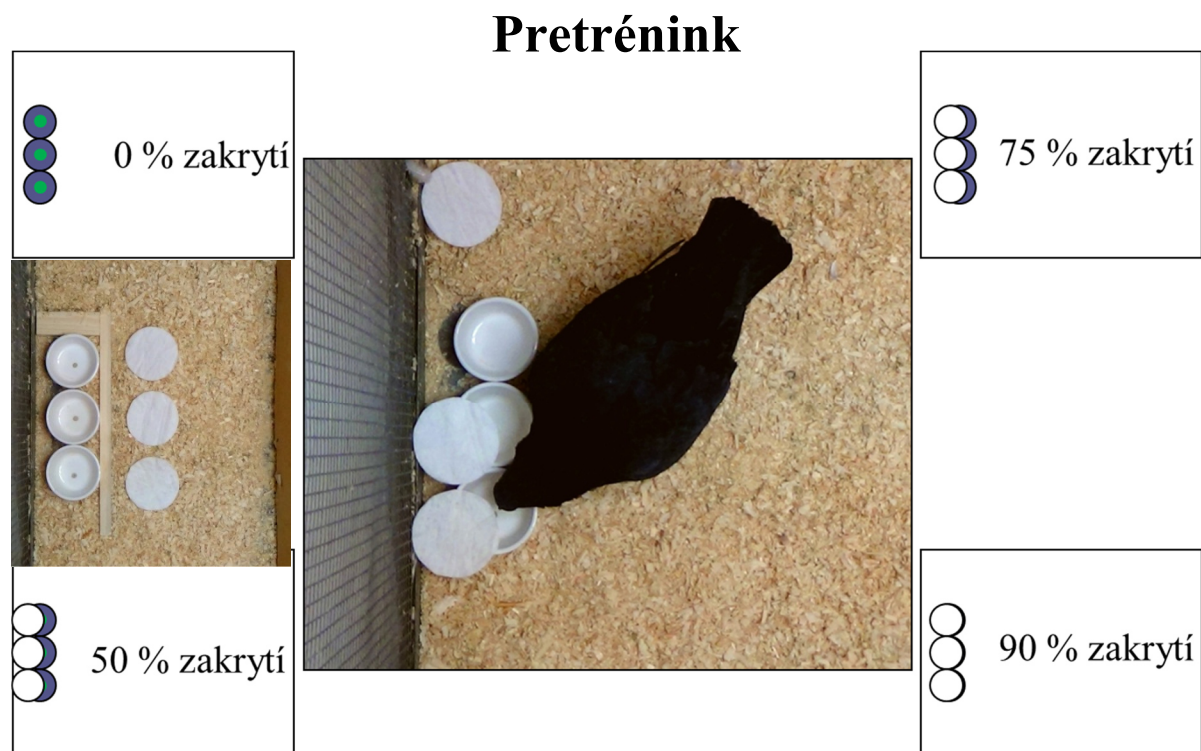 Pretrénink
0 % zakrytí
75 % zakrytí
50 % zakrytí
90 % zakrytí